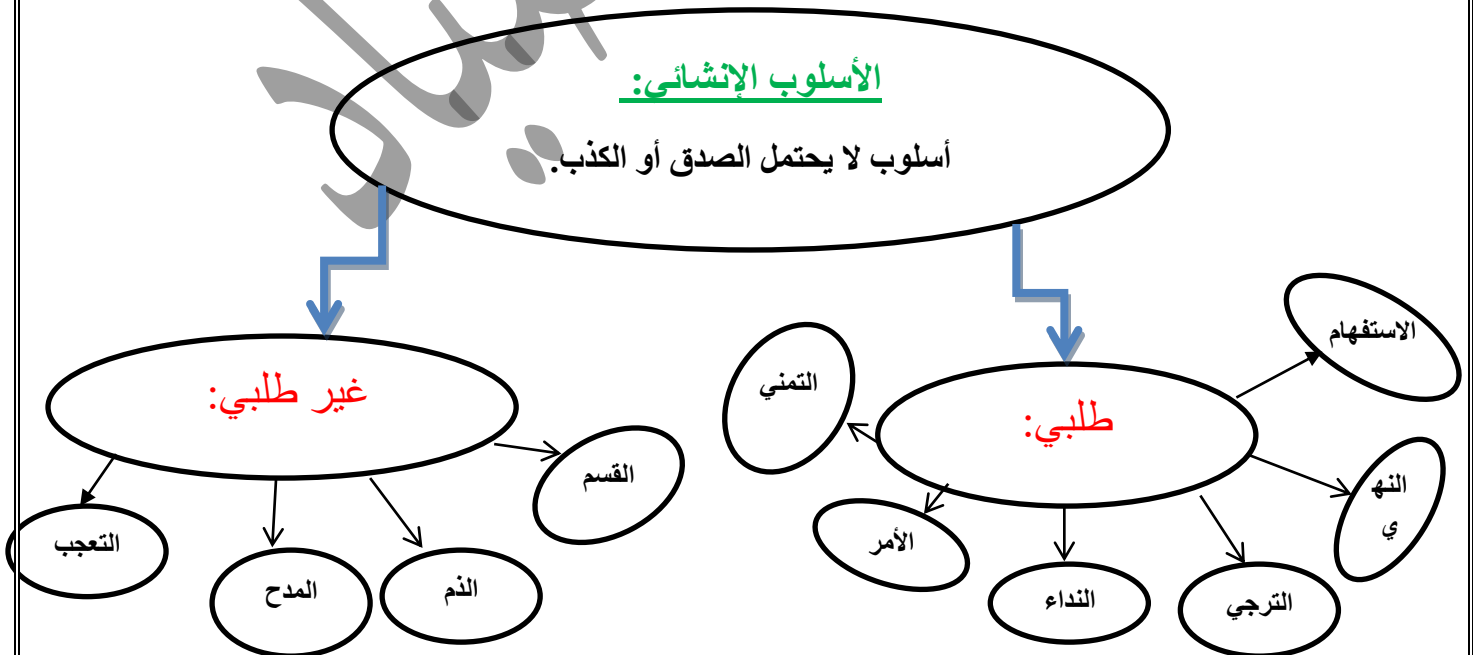 الأسلوب الإنشائي:
أسلوب لا يحتمل الصدق أو الكذب.
طلبي:
الاستفهام
النه
ي
الترجي
النداء
الأمر
التمني
غير طلبي:
القسم
الذم
المدح
التعجب